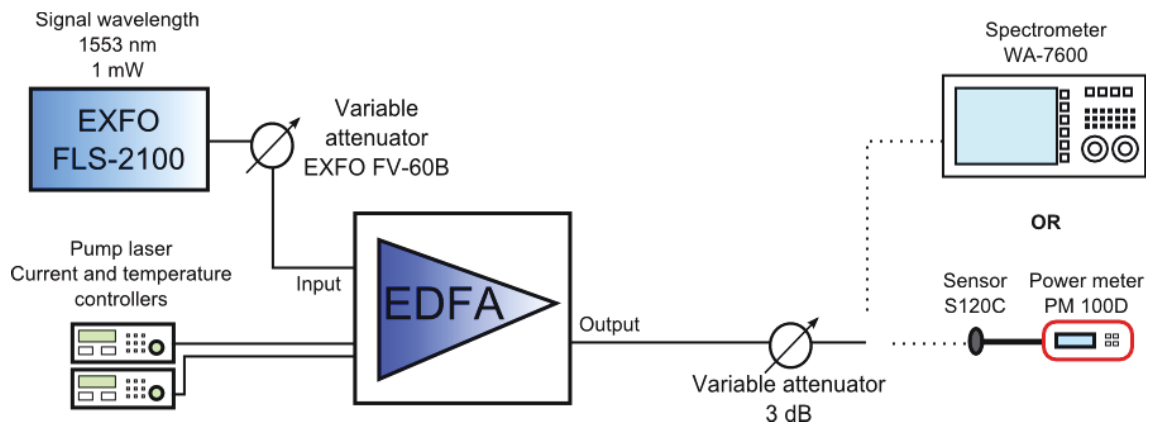 Signal wavelength
1553 nm
1 mW
EXFO
FLS-2100
Variable
attenuator
EXFO FV-60B
Pump laser
Current and temperature
controllers
Input
EDFA
Output
Variable attenuator
3 dB
Spectrometer
WA-7600
OR
Sensor
S120C
Power meter
PM 100D